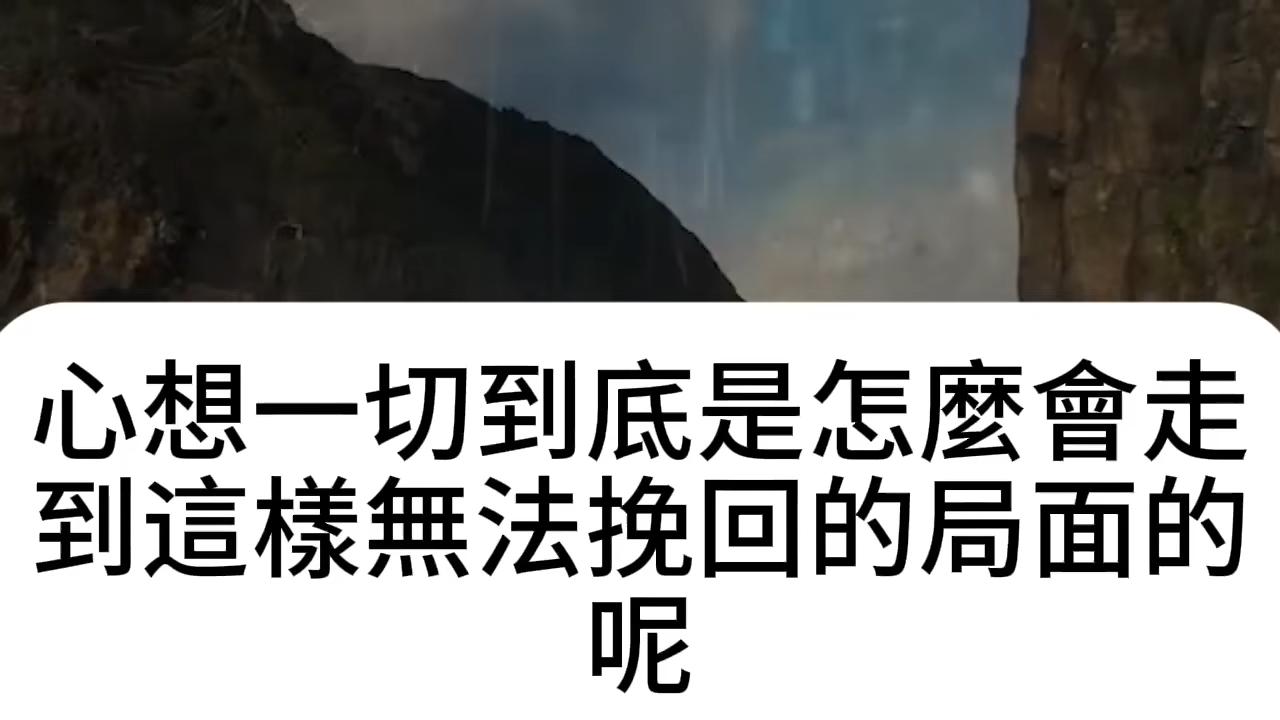 心想一切到底是怎麼會走
到這樣無法挽回的局面的
呢